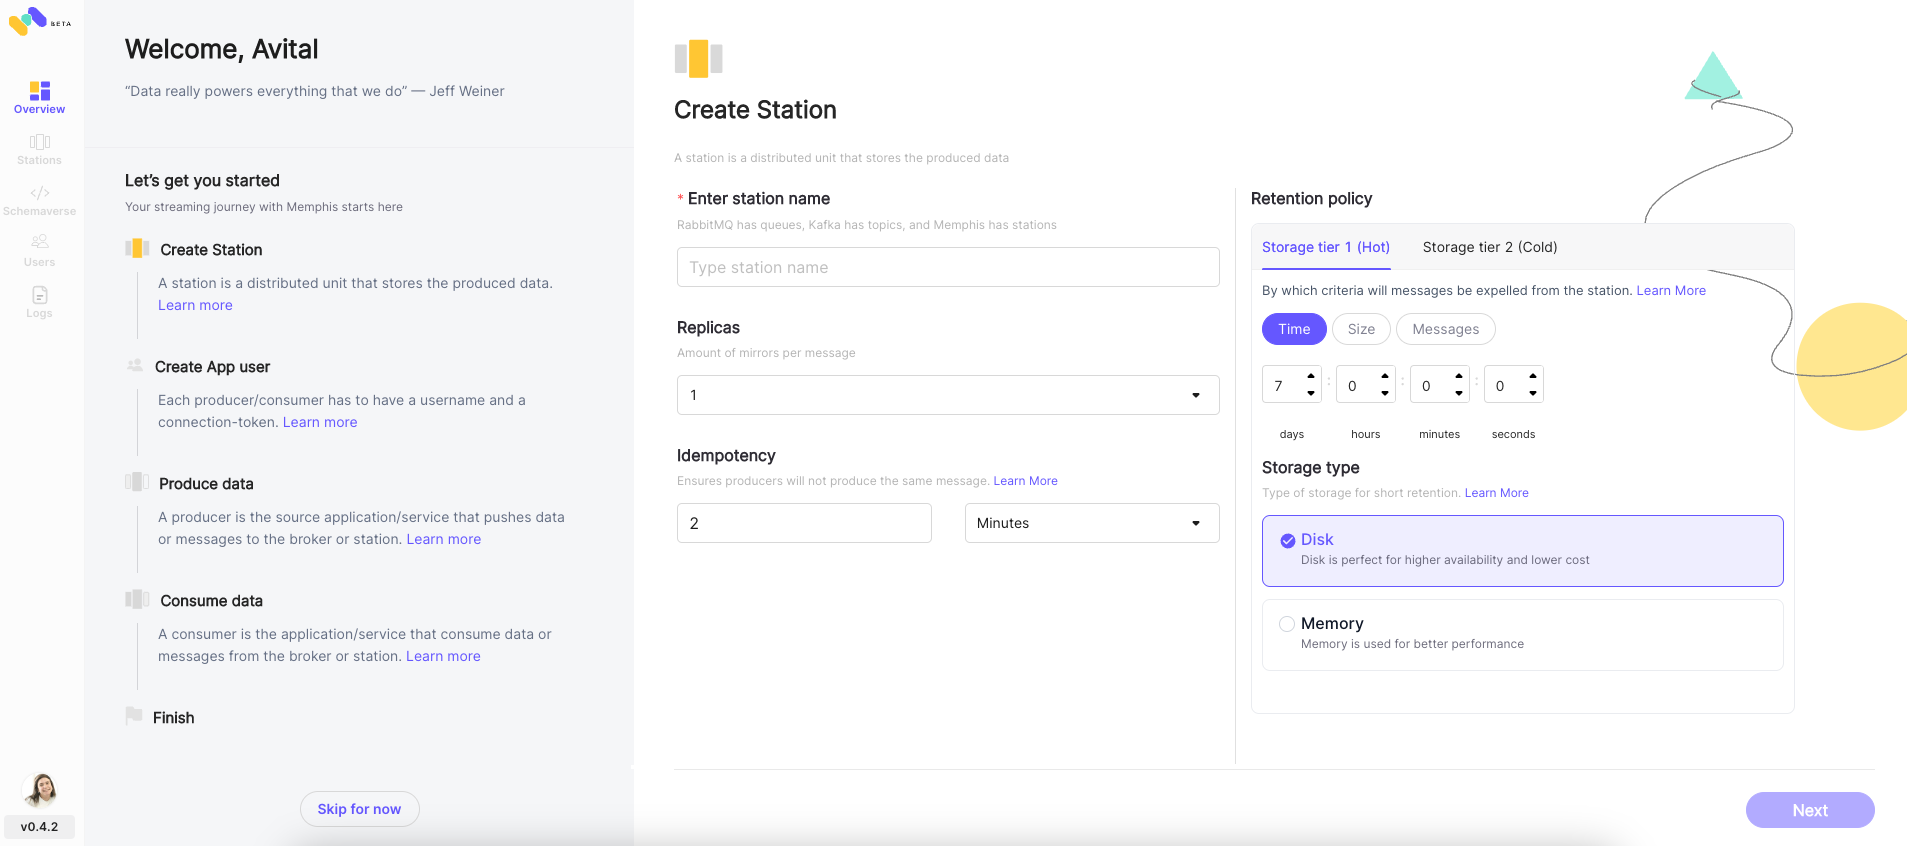 BETA
Overview
Stations
Schemaverse
Users
Logs
v0.4.2
Welcome, Avital
“Data really powers everything that we do” — Jeff Weiner
Let’s get you started
Your streaming journey with Memphis starts here
Create Station
A station is a distributed unit that stores the produced data.
Learn more
Create App user
Each producer/consumer has to have a username and a
connection-token. Learn more
Produce data
A producer is the source application/service that pushes data
or messages to the broker or station. Learn more
Consume data
A consumer is the application/service that consume data or
messages from the broker or station. Learn more
Finish
Skip for now
Create Station
A station is a distributed unit that stores the produced data
* Enter station name
RabbitMQ has queues, Kafka has topics, and Memphis has stations
Type station name
Replicas
Amount of mirrors per message
1
Idempotency
Ensures producers will not produce the same message. Learn More
2 Minutes
Retention policy
Storage tier 1 (Hot) Storage tier 2 (Cold)
By which criteria will messages be expelled from the station. Learn More
Time Size Messages
7 : 0 : 0 : 0
days hours minutes seconds
Storage type
Type of storage for short retention. Learn More
Disk
Disk is perfect for higher availability and lower cost
Memory
Memory is used for better performance
Next